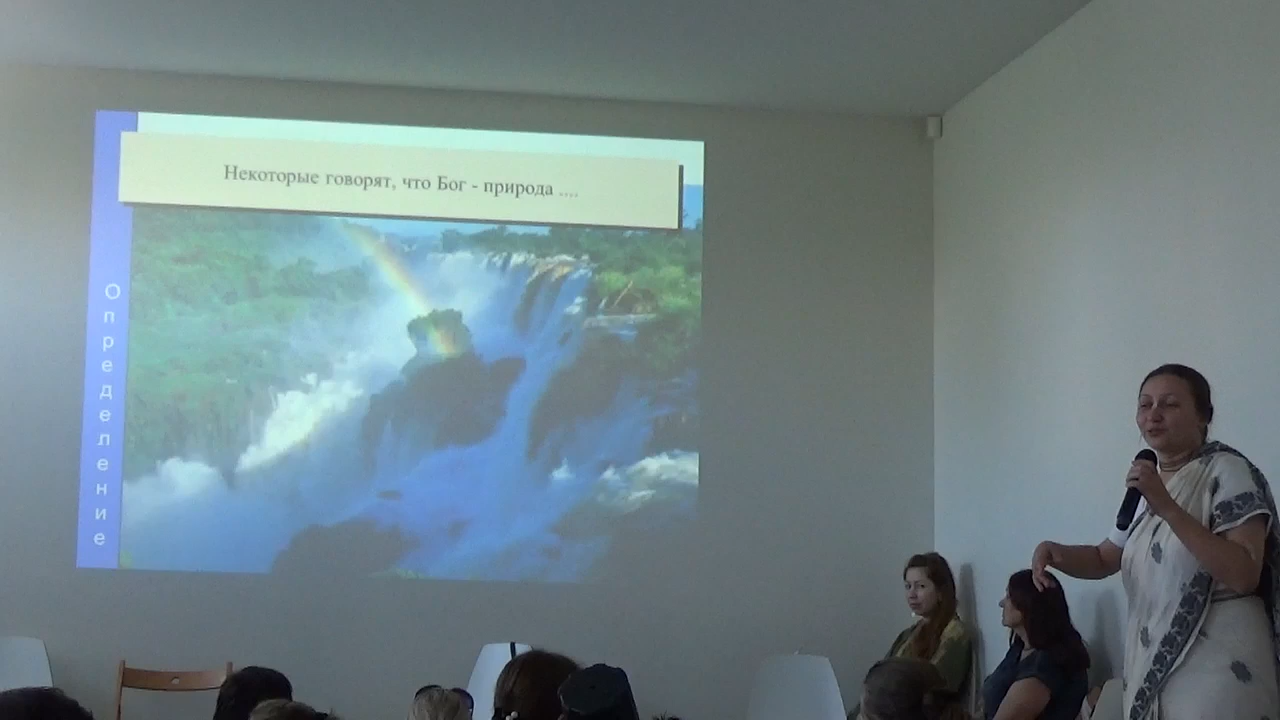 Некоторые говорят, что Бог - природа ....
Определение